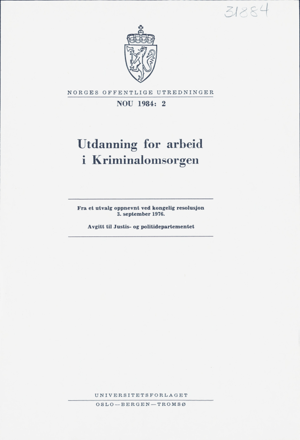 31884
NORGES OFFENTLIGE UTREDNINGER
NOU 1984: 2
Utdanning for arbeid
i Kriminalomsorgen
Fra et utvalg oppnevnt ved kongelig resolusjon
3. september 1976.
Avgitt til Justis- og politidepartementet
UNIVERSITETSFORLAGET
OSLO—BERGEN—TROMSØ